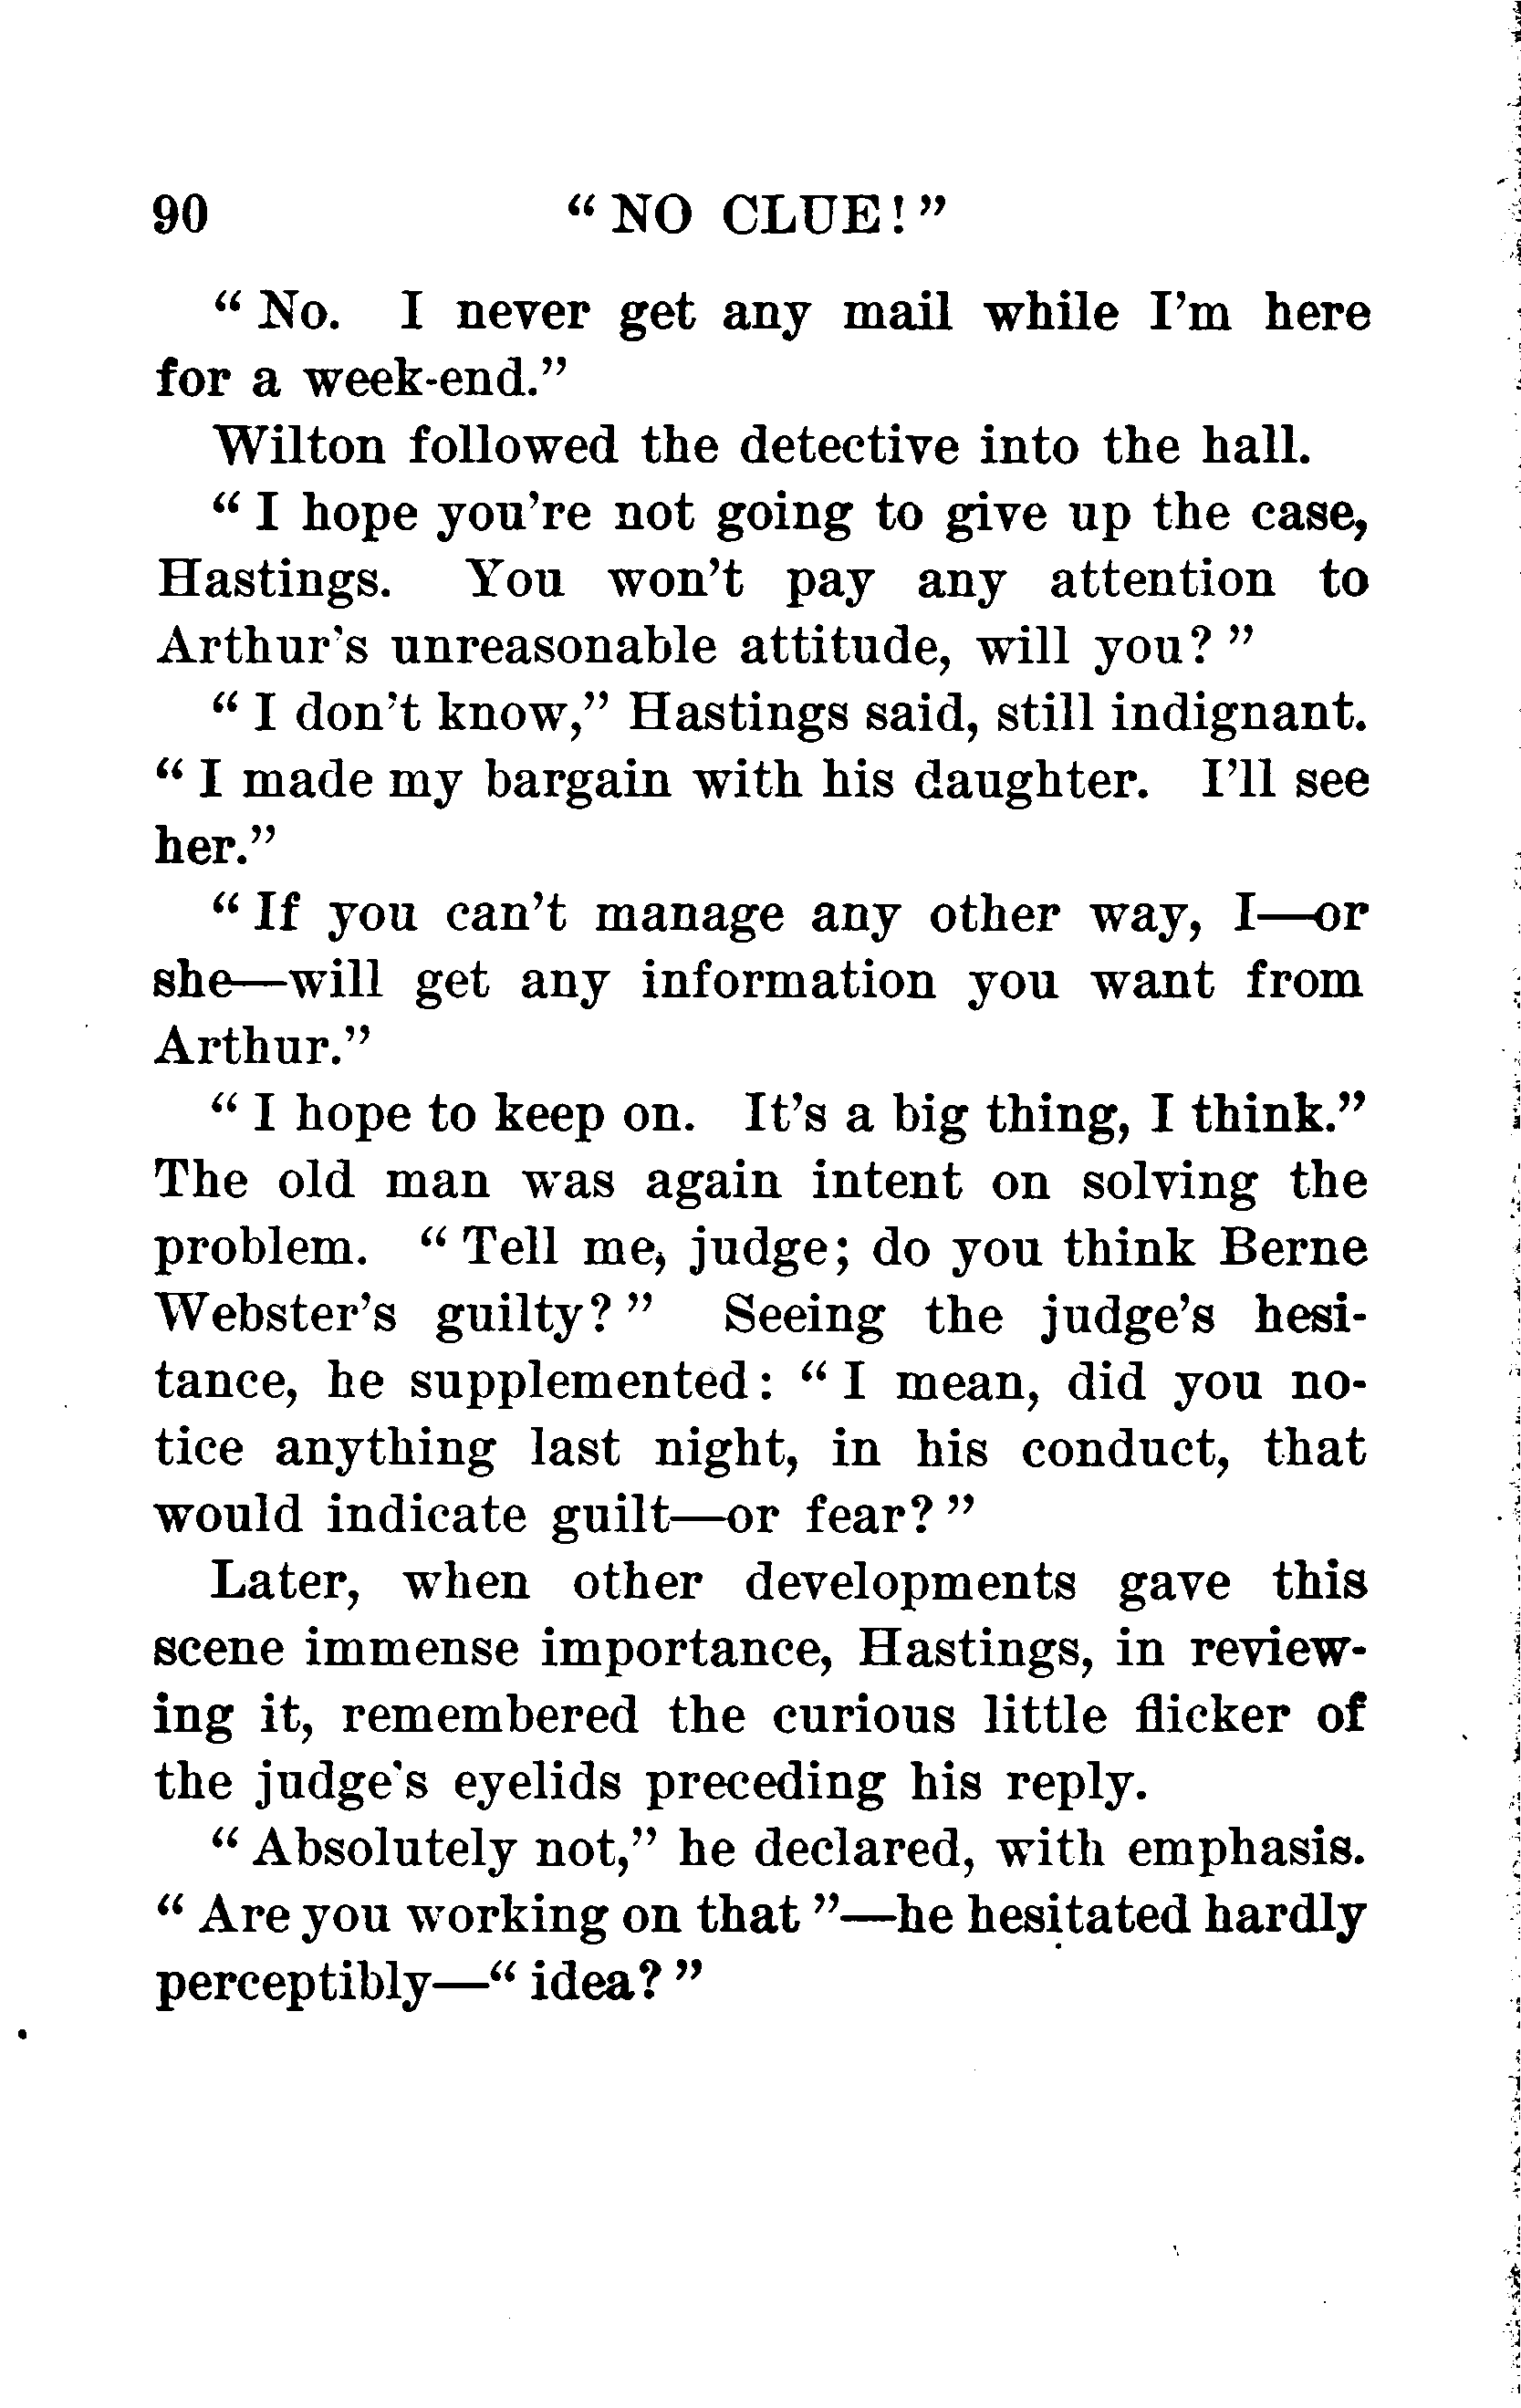 90 “ NO CLUE! ”
“ No. I never get any mail while I’m here
for a week-end.”
Wilton followed the detective into the hall.
“ I hope you’re not going to give up the case,
Hastings. You won’t pay any attention to
Arthur’s unreasonable attitude, will you? ”
“ I don’t know,” Hastings said, still indignant.
“ I made my bargain with his daughter. I’ll see
her.”
“ If you can’t manage any other way, I—or
she—will get any information you want from
Arthur.”
“ I hope to keep on. It’s a big thing, I think.”
The old man was again intent on solving the
problem. “ Tell me, judge; do you think Berne
Webster’s guilty? ” Seeing the judge’s hesi-
tance, he supplemented: “ I mean, did you no-
tice anything last night, in his conduct, that
would indicate guilt—or fear? ”
Later, when other developments gave this
scene immense importance, Hastings, in review-
ing it, remembered the curious little flicker of
the judge’s eyelids preceding his reply.
“ Absolutely not,” he declared, with emphasis.
“ Are you working on that ”—he hesitated hardly
perceptibly—“ idea? ”